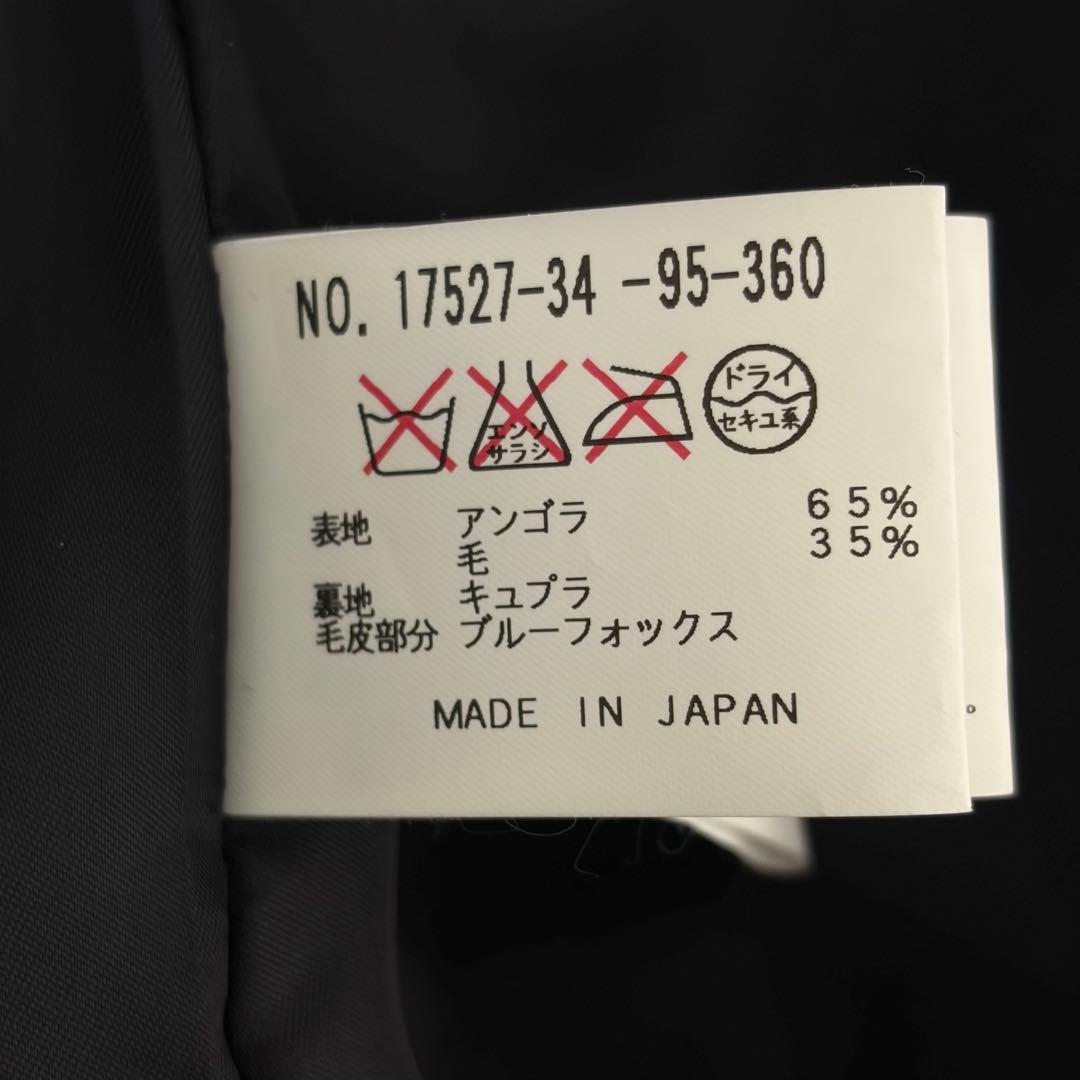 NO. 17527-34 -95-360
エンソ
サラシ
ドライ
セキユ系
表地 アンゴラ 65%
毛 35%
裏地 キュプラ
毛皮部分 ブルーフォックス
MADE IN JAPAN
。